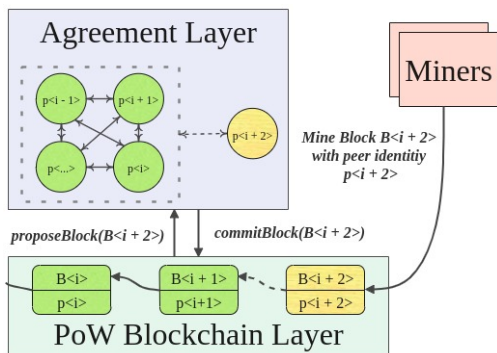 Agreement Layer
Miners
p<i - 1>
p<i + 1>
p<i + 2>
p<...>
p<i>
Mine Block B<i + 2>
with peer identitiy
p<i + 2>
proposeBlock(B<i + 2>)
commitBlock(B<i + 2>)
B<i>
p<i>
B<i + 1>
p<i+1>
B<i + 2>
p<i + 2>
PoW Blockchain Layer